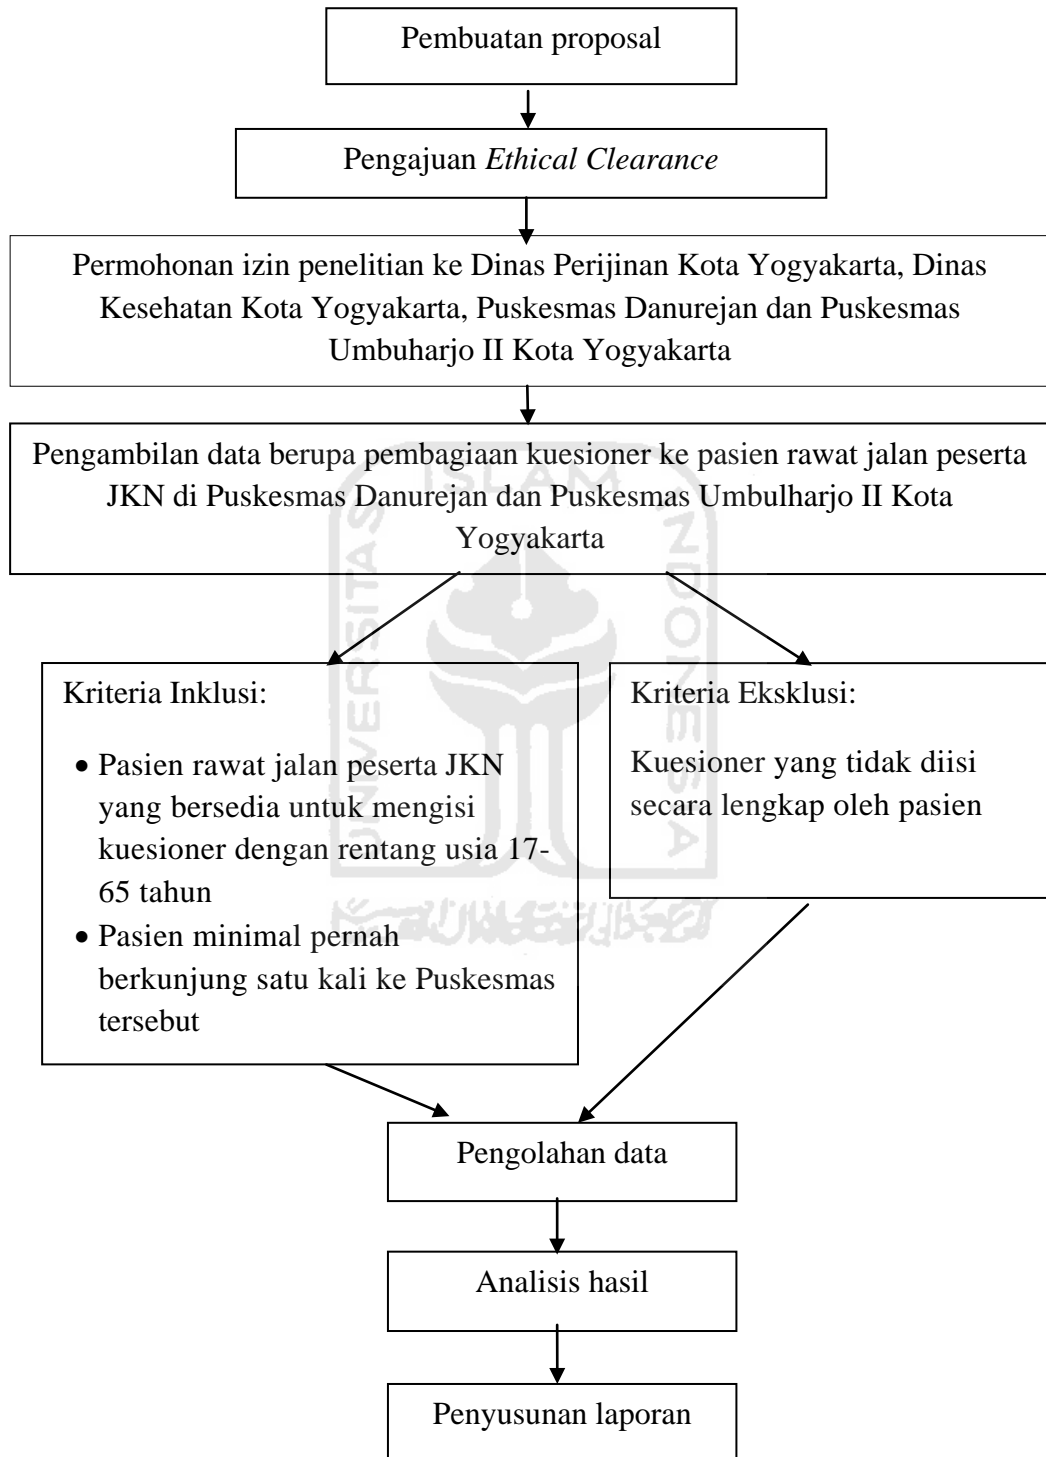 Pembuatan proposal
Pengajuan Ethical Clearance
Permohonan izin penelitian ke Dinas Perijinan Kota Yogyakarta, Dinas
Kesehatan Kota Yogyakarta, Puskesmas Danurejan dan Puskesmas
Umbuharjo II Kota Yogyakarta
Pengambilan data berupa pembagiaan kuesioner ke pasien rawat jalan peserta
JKN di Puskesmas Danurejan dan Puskesmas Umbulharjo II Kota
Yogyakarta
Kriteria Inklusi:
• Pasien rawat jalan peserta JKN
yang bersedia untuk mengisi
kuesioner dengan rentang usia 17-
65 tahun
• Pasien minimal pernah
berkunjung satu kali ke Puskesmas
tersebut
Kriteria Eksklusi:
Kuesioner yang tidak diisi
secara lengkap oleh pasien
Pengolahan data
Analisis hasil
Penyusunan laporan
UNIVERSITAS
ISLAM
INDONESIA